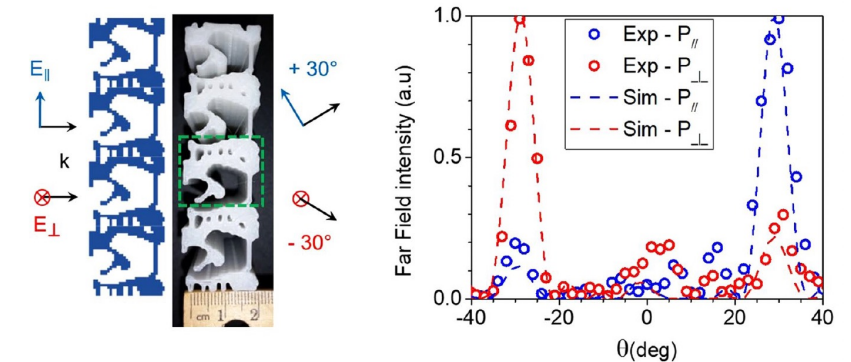 E∥
k
E⊥
+ 30°
- 30°
cm 1 2
Far Field intensity (a.u)
1.0
0.5
0.0
Exp - P∥
Exp - P⊥
Sim - P∥
Sim - P⊥
-40 -20 0 20 40
θ(deg)